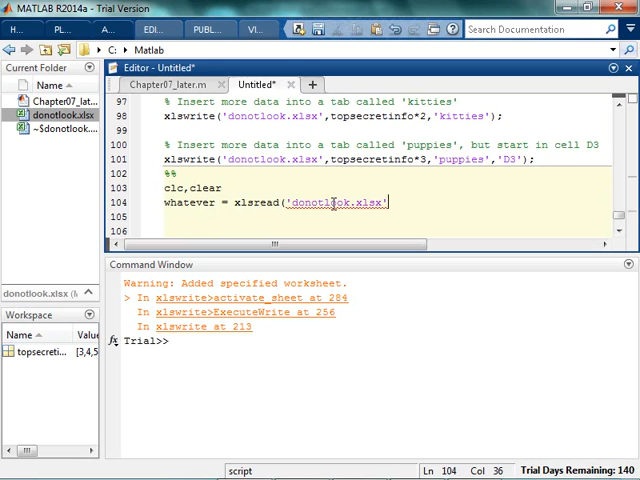 MATLAB R2014a - Trial Version
H...
P...
A...
EDI...
PUBL...
VI...
Search Documentation
C: Matlab
Current Folder
Name
Chapter07_lat...
donotlook.xlsx
~$donotlook....
donotlook.xlsx (...
Workspace
Name
Value
topsecreti...
[3,4,5
Editor - Untitled*
Chapter07_later.m
Untitled*
97 % Insert more data into a tab called 'kitties'
98 xlswrite('donotlook.xlsx',topsecretinfo*2,'kitties');
99
100 % Insert more data into a tab called 'puppies', but start in cell D3
101 xlswrite('donotlook.xlsx',topsecretinfo*3,'puppies','D3');
102 %%
103 clc,clear
104 whatever = xlsread('donotlook.xlsx'
105
106
Command Window
Warning: Added specified worksheet.
> In xlswrite>activate_sheet at 284
In xlswrite>ExecuteWrite at 256
In xlswrite at 213
fx Trial>>
script
Ln 104 Col 36
Trial Days Remaining: 140